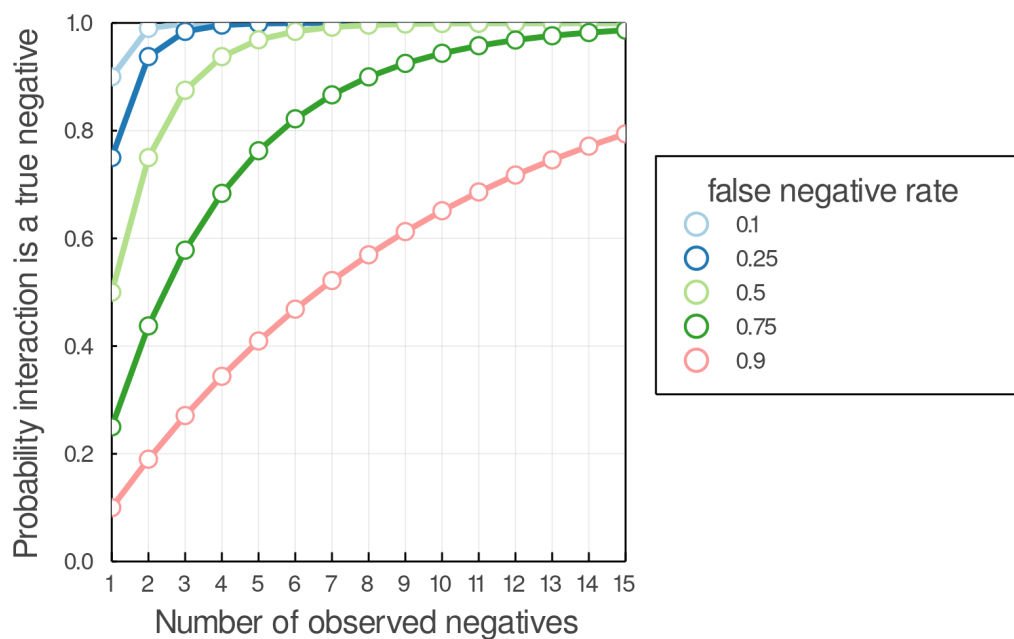 Probability interaction is a true negative
1.0
0.8
0.6
0.4
0.2
0.0
1 2 3 4 5 6 7 8 9 10 11 12 13 14 15
Number of observed negatives
false negative rate
0.1
0.25
0.5
0.75
0.9